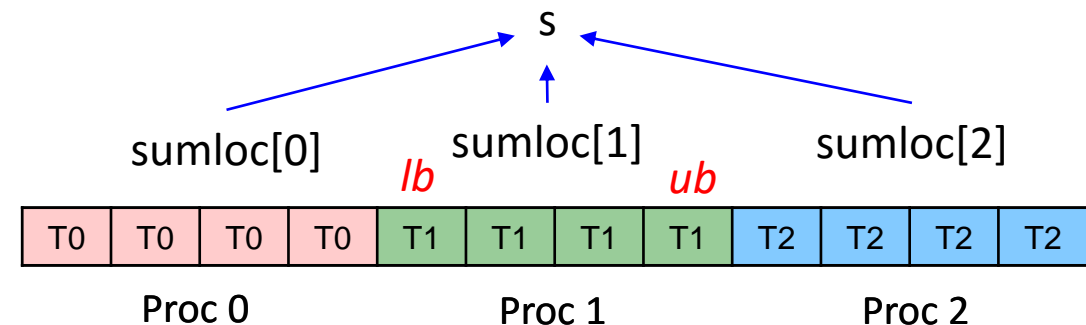 s
sumloc[0] sumloc[1] sumloc[2]
lb ub
T0 T0 T0 T0 T1 T1 T1 T1 T2 T2 T2 T2
Proc 0 Proc 1 Proc 2